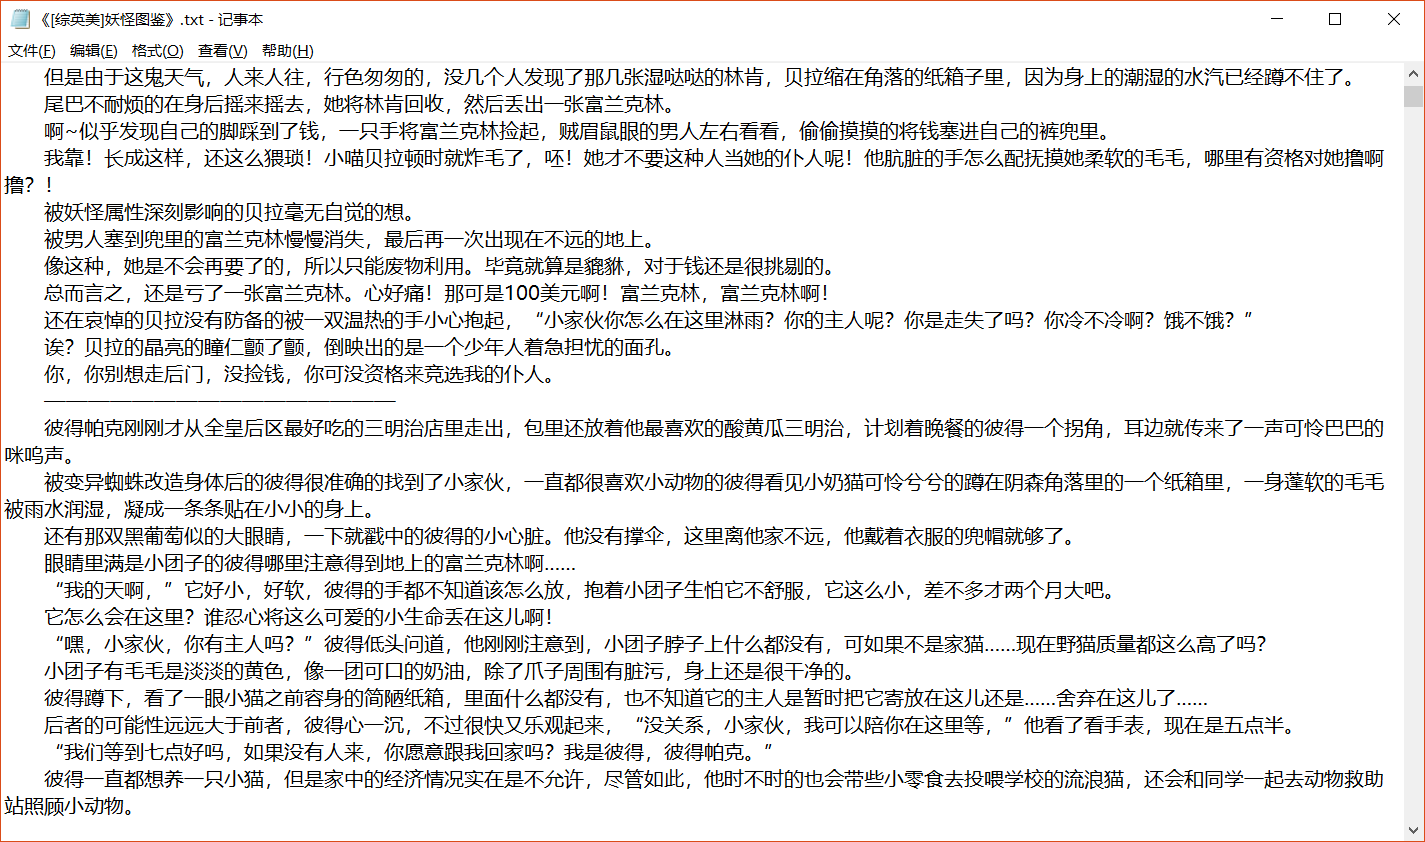 《[综英美]妖怪图鉴》.txt - 记事本
文件(F) 编辑(E) 格式(O) 查看(V) 帮助(H)
但是由于这鬼天气，人来人往，行色匆匆的，没几个人发现了那几张湿哒哒的林肯，贝拉缩在角落的纸箱子里，因为身上的潮湿的水汽已经蹲不住了。
尾巴不耐烦的在身后摇来摇去，她将林肯回收，然后丢出一张富兰克林。
啊~似乎发现自己的脚踩到了钱，一只手将富兰克林捡起，贼眉鼠眼的男人左右看看，偷偷摸摸的将钱塞进自己的裤兜里。
我靠！长成这样，还这么猥琐！小喵贝拉顿时就炸毛了，呸！她才不要这种人当她的仆人呢！他肮脏的手怎么配抚摸她柔软的毛毛，哪里有资格对她撸啊
撸？！
被妖怪属性深刻影响的贝拉毫无自觉的想。
被男人塞到兜里的富兰克林慢慢消失，最后再一次出现在不远的地上。
像这种，她是不会再要了的，所以只能废物利用。毕竟就算是貔貅，对于钱还是很挑剔的。
总而言之，还是亏了一张富兰克林。心好痛！那可是100美元啊！富兰克林，富兰克林啊！
还在哀悼的贝拉没有防备的被一双温热的手小心抱起，“小家伙你怎么在这里淋雨？你的主人呢？你是走失了吗？你冷不冷啊？饿不饿？”
诶？贝拉的晶亮的瞳仁颤了颤，倒映出的是一个少年人着急担忧的面孔。
你，你别想走后门，没捡钱，你可没资格来竞选我的仆人。
————————————————
彼得帕克刚刚才从全皇后区最好吃的三明治店里走出，包里还放着他最喜欢的酸黄瓜三明治，计划着晚餐的彼得一个拐角，耳边就传来了一声可怜巴巴的
咪呜声。
被变异蜘蛛改造身体后的彼得很准确的找到了小家伙，一直都很喜欢小动物的彼得看见小奶猫可怜兮兮的蹲在阴森角落里的一个纸箱里，一身蓬软的毛毛
被雨水润湿，凝成一条条贴在小小的身上。
还有那双黑葡萄似的大眼睛，一下就戳中的彼得的小心脏。他没有撑伞，这里离他家不远，他戴着衣服的兜帽就够了。
眼睛里满是小团子的彼得哪里注意得到地上的富兰克林啊……
“我的天啊，”它好小，好软，彼得的手都不知道该怎么放，抱着小团子生怕它不舒服，它这么小，差不多才两个月大吧。
它怎么会在这里？谁忍心将这么可爱的小生命丢在这儿啊！
“嘿，小家伙，你有主人吗？”彼得低头问道，他刚刚注意到，小团子脖子上什么都没有，可如果不是家猫……现在野猫质量都这么高了吗？
小团子有毛毛是淡淡的黄色，像一团可口的奶油，除了爪子周围有脏污，身上还是很干净的。
彼得蹲下，看了一眼小猫之前容身的简陋纸箱，里面什么都没有，也不知道它的主人是暂时把它寄放在这儿还是……舍弃在这儿了……
后者的可能性远远大于前者，彼得心一沉，不过很快又乐观起来，“没关系，小家伙，我可以陪你在这里等，”他看了看手表，现在是五点半。
“我们等到七点好吗，如果没有人来，你愿意跟我回家吗？我是彼得，彼得帕克。”
彼得一直都想养一只小猫，但是家中的经济情况实在是不允许，尽管如此，他时不时的也会带些小零食去投喂学校的流浪猫，还会和同学一起去动物救助
站照顾小动物。